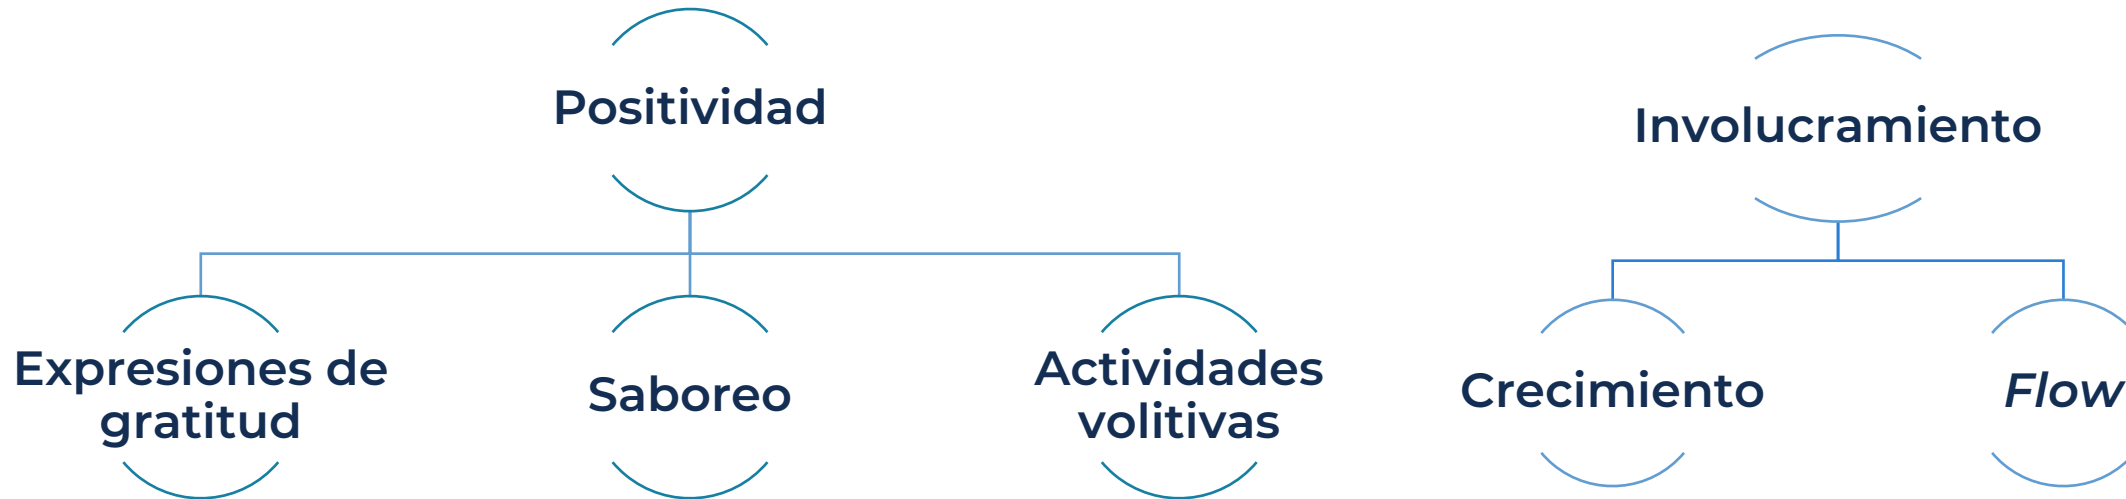 Positividad
Involucramiento
Expresiones de
gratitud
Saboreo
Actividades
volitivas
Crecimiento
Flow